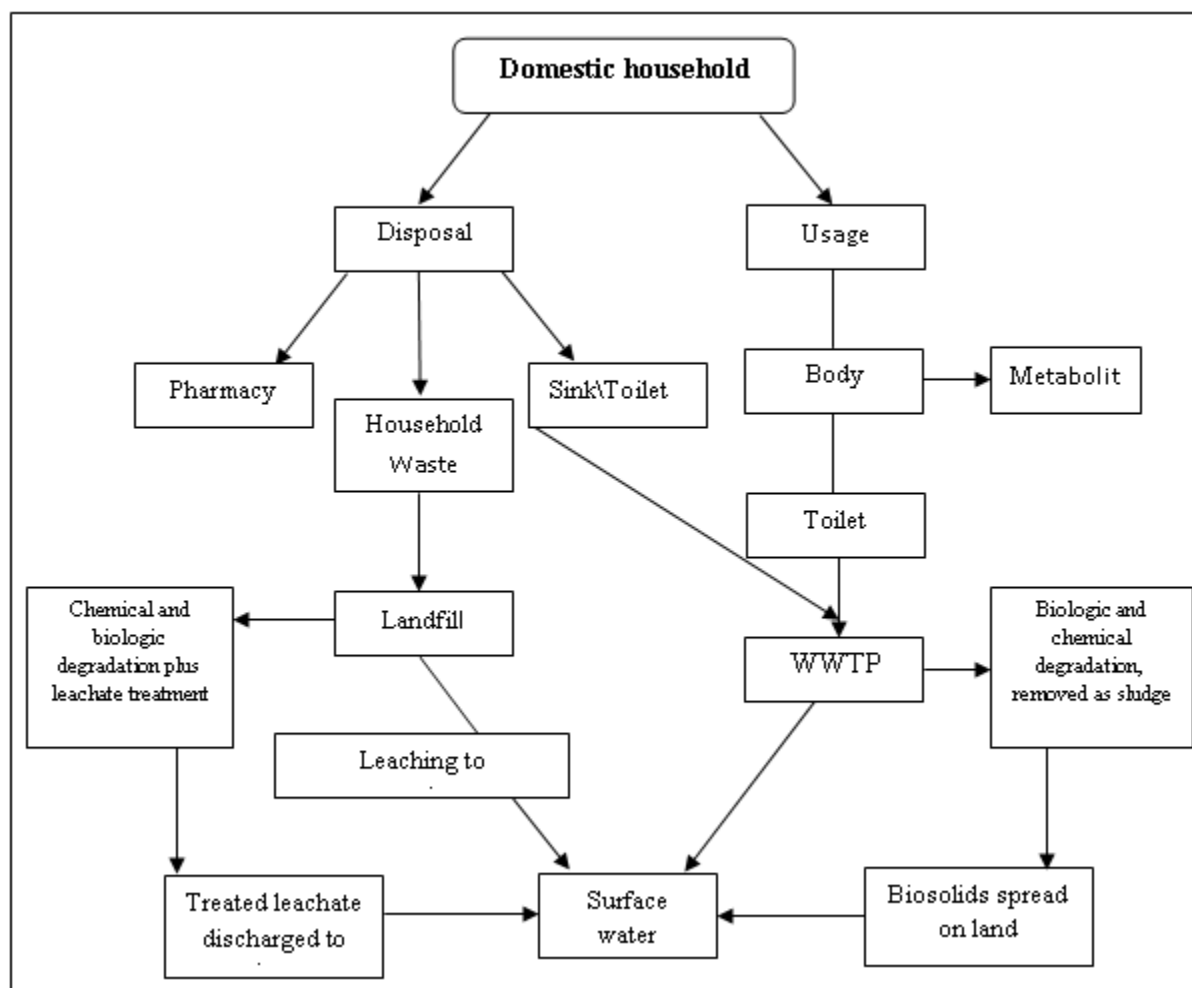 Domestic household
Disposal
Usage
Pharmacy
Household
Waste
Sink\Toilet
Body
Metabolit
Toilet
Chemical and
biologic
degradation plus
leachate treatment
Landfill
WWTP
Biologic and
chemical
degradation,
removed as sludge
Leaching to
Treated leachate
discharged to
Surface
water
Biosolids spread
on land